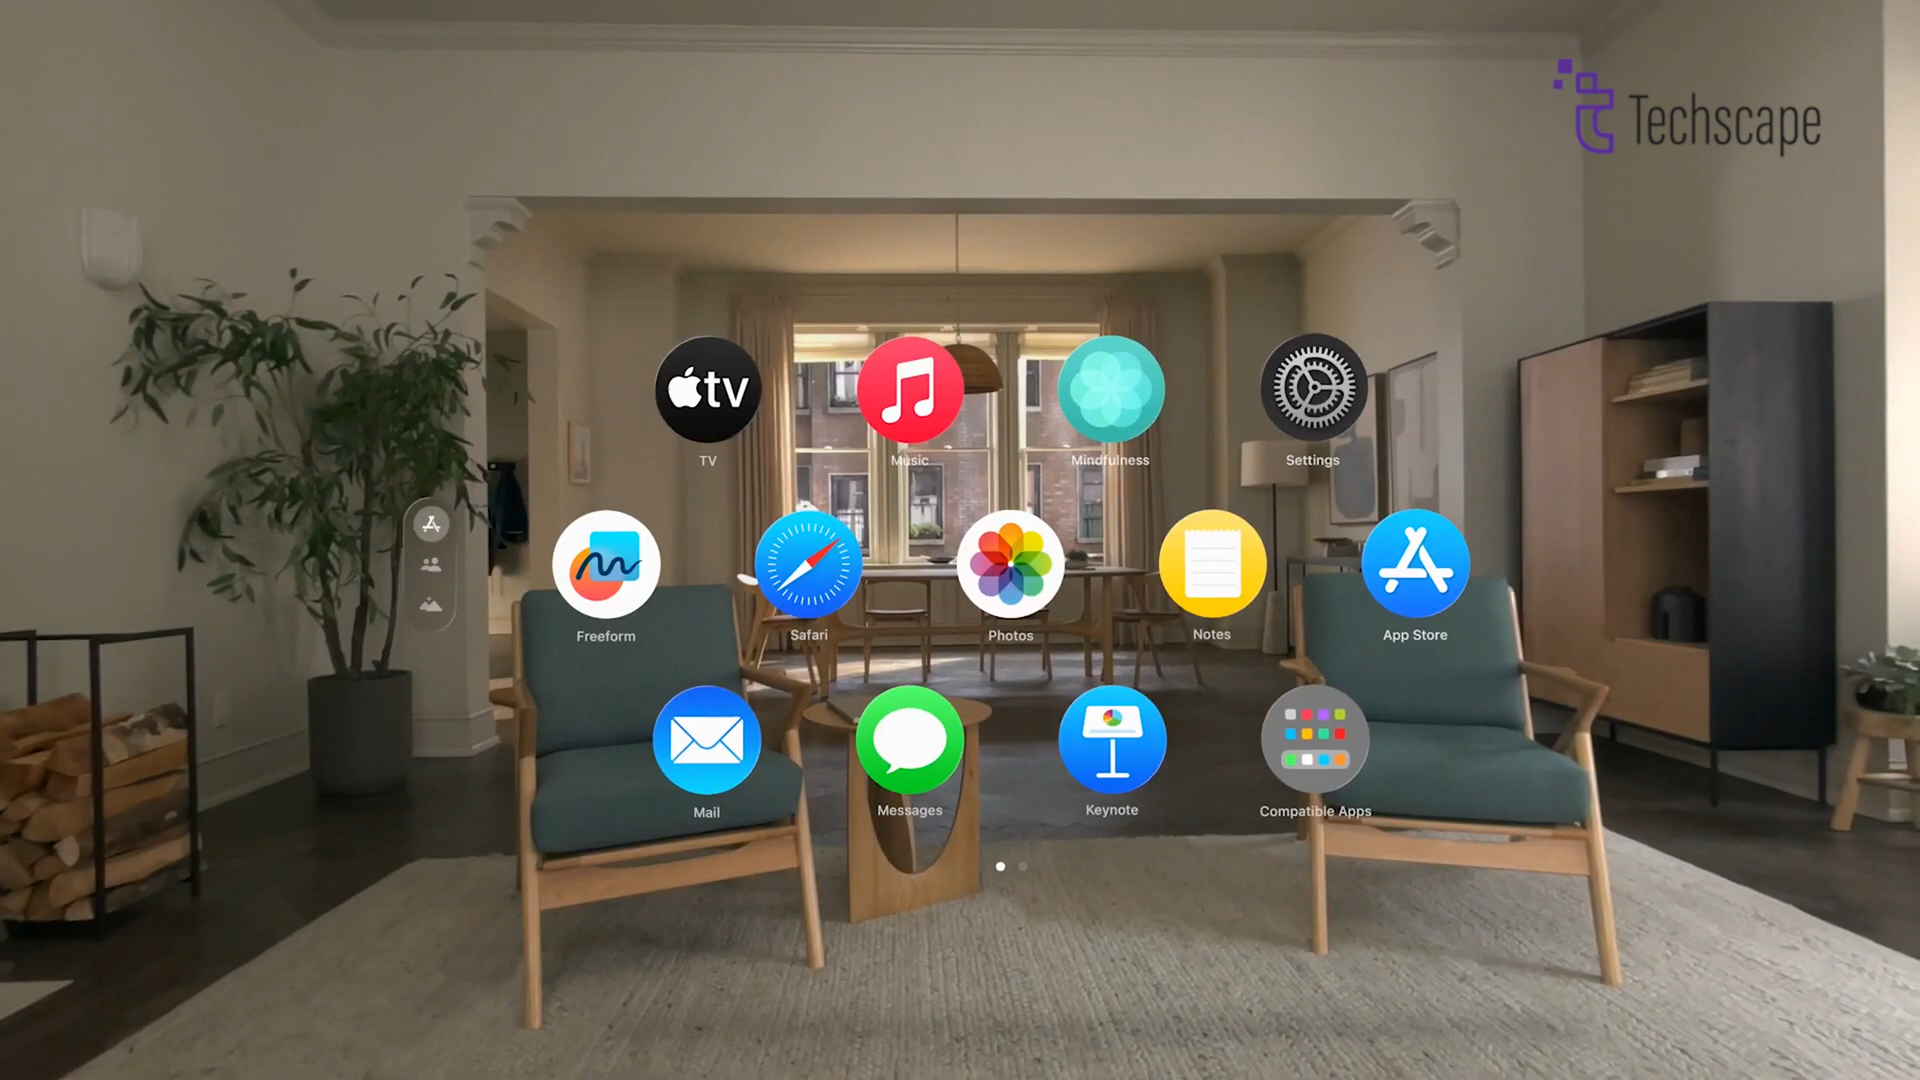 Techscape
tv
TV
Music
Mindfulness
Settings
Freeform
Safari
Photos
Notes
App Store
Mail
Messages
Keynote
Compatible Apps